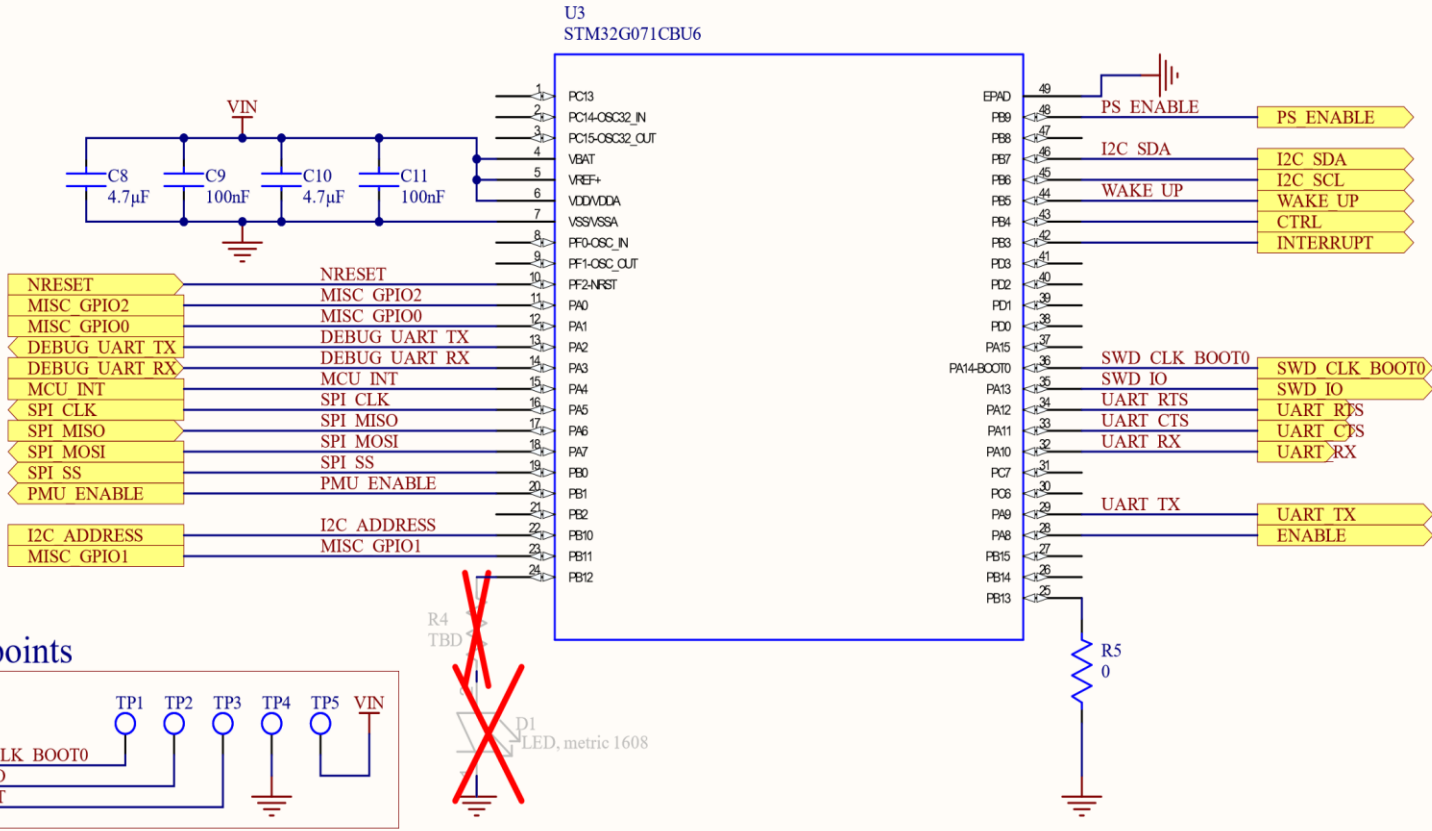 U3
STM32G071CBU6
VIN
C8
4.7µF
C9
100nF
C10
4.7µF
C11
100nF
1 PC13
2 PC14-OSC32_IN
3 PC15-OSC32_OUT
4 VBAT
5 VREF+
6 VDD/VDDA
7 VSS/VSSA
8 PF0-OSC_IN
9 PF1-OSC_OUT
NRESET NRESET 10 PF2-NRST
MISC_GPIO2 MISC_GPIO2 11 PA0
MISC_GPIO0 MISC_GPIO0 12 PA1
DEBUG_UART_TX DEBUG_UART_TX 13 PA2
DEBUG_UART_RX DEBUG_UART_RX 14 PA3
MCU_INT MCU_INT 15 PA4
SPI_CLK SPI_CLK 16 PA5
SPI_MISO SPI_MISO 17 PA6
SPI_MOSI SPI_MOSI 18 PA7
SPI_SS SPI_SS 19 PB0
PMU_ENABLE PMU_ENABLE 20 PB1
21 PB2
I2C_ADDRESS I2C_ADDRESS 22 PB10
MISC_GPIO1 MISC_GPIO1 23 PB11
24 PB12
EPAD 49
PB9 48 PS_ENABLE PS_ENABLE
PB8 47
PB7 46 I2C_SDA I2C_SDA
PB6 45 I2C_SCL
PB5 44 WAKE_UP WAKE_UP
PB4 43 CTRL
PB3 42 INTERRUPT
PD3 41
PD2 40
PD1 39
PD0 38
PA15 37
PA14-BOOT0 36 SWD_CLK_BOOT0 SWD_CLK_BOOT0
PA13 35 SWD_IO SWD_IO
PA12 34 UART_RTS UART_RTS
PA11 33 UART_CTS UART_CTS
PA10 32 UART_RX UART_RX
PC7 31
PC6 30
PA9 29 UART_TX UART_TX
PA8 28 ENABLE
PB15 27
PB14 26
PB13 25
R4
TBD
D1
LED, metric 1608
R5
0
points
TP1 TP2 TP3 TP4 TP5 VIN
LK_BOOT0